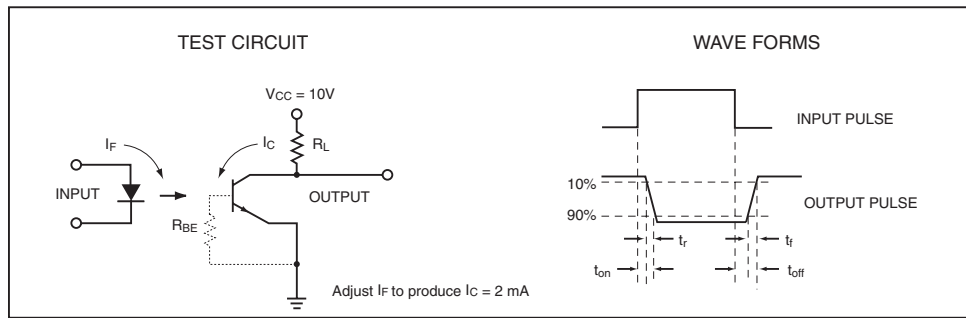 TEST CIRCUIT
WAVE FORMS
VCC = 10V
IF
IC
RL
INPUT
OUTPUT
RBE
Adjust IF to produce IC = 2 mA
INPUT PULSE
10%
OUTPUT PULSE
90%
tr
tf
ton
toff